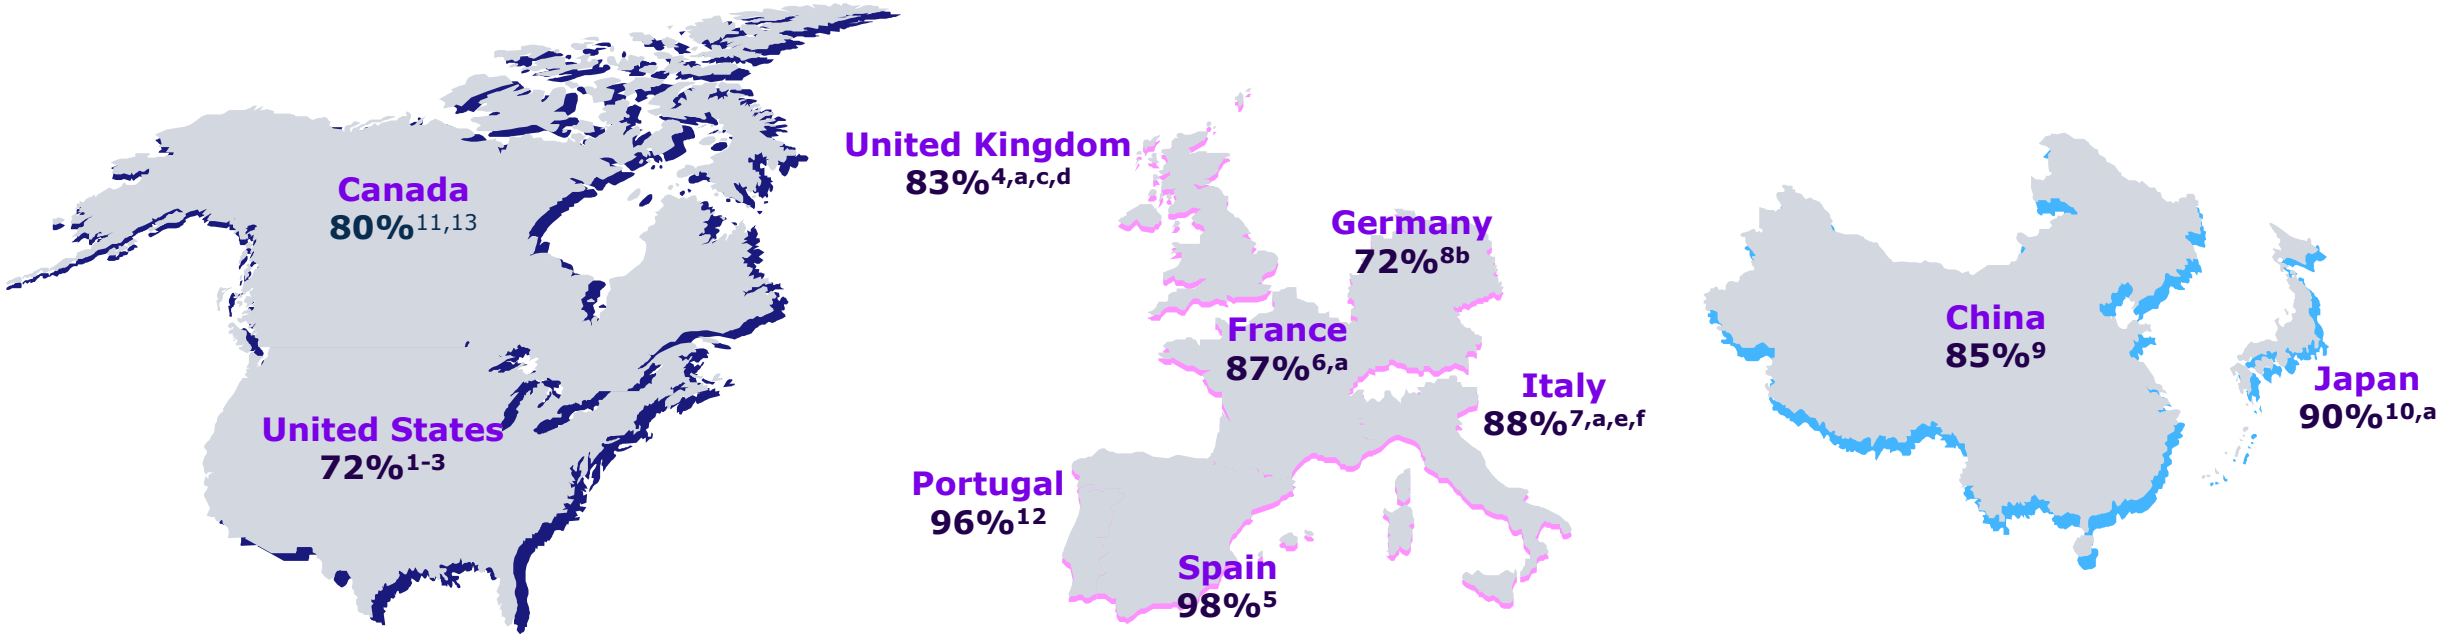 Canada
80%11,13
United States
72%1-3
United Kingdom
83%4,a,c,d
Germany
72%8b
France
87%6,a
Italy
88%7,a,e,f
Portugal
96%12
Spain
98%5
China
85%9
Japan
90%10,a